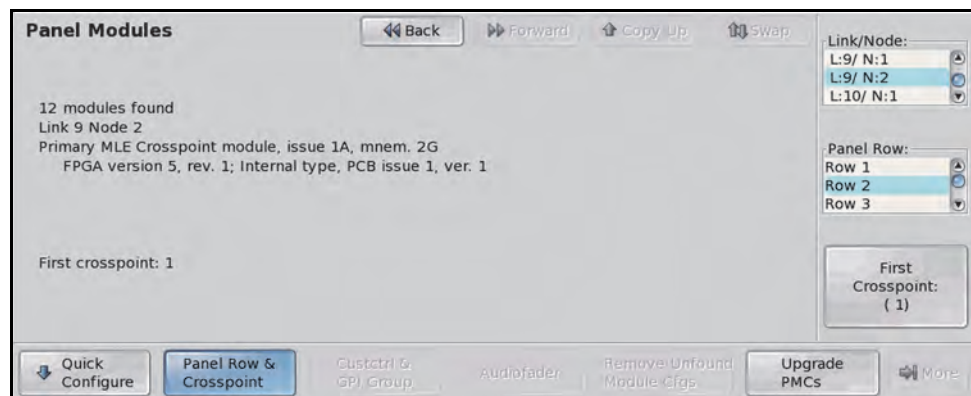 Panel Modules
Back
Forward
Copy Up
Swap
12 modules found
Link 9 Node 2
Primary MLE Crosspoint module, issue 1A, mnem. 2G
FPGA version 5, rev. 1; Internal type, PCB issue 1, ver. 1
First crosspoint: 1
Link/Node:
L:9/ N:1
L:9/ N:2
L:10/ N:1
Panel Row:
Row 1
Row 2
Row 3
First
Crosspoint:
( 1)
Quick
Configure
Panel Row &
Crosspoint
Custctrl &
GPI Group
Audiofader
Remove Unfound
Module Cfgs
Upgrade
PMCs
More